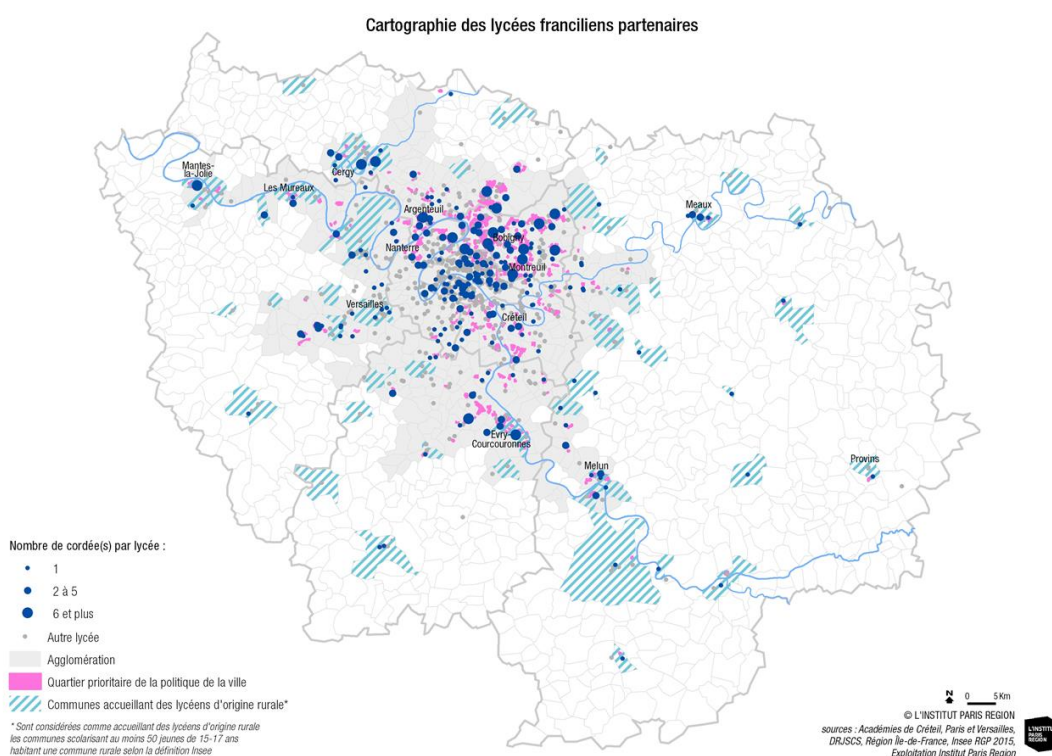 Cartographie des lycées franciliens partenaires
Mantes-
la-Jolie
Cergy
Les Mureaux
Argenteuil
Meaux
Bobigny
Nanterre
Montreuil
Versailles
Créteil
Evry-
Courcouronnes
Melun
Provins
Nombre de cordée(s) par lycée :
1
2 à 5
6 et plus
Autre lycée
Agglomération
Quartier prioritaire de la politique de la ville
Communes accueillant des lycéens d'origine rurale*
* Sont considérées comme accueillant des lycéens d'origine rurale
les communes scolarisant au moins 50 jeunes de 15-17 ans
habitant une commune rurale selon la définition Insee
N
0 5 Km
© L'INSTITUT PARIS REGION
sources : Académies de Créteil, Paris et Versailles,
DRJSCS, Région Île-de-France, Insee RGP 2015,
Exploitation Institut Paris Region
L'INSTITUT
PARIS
REGION